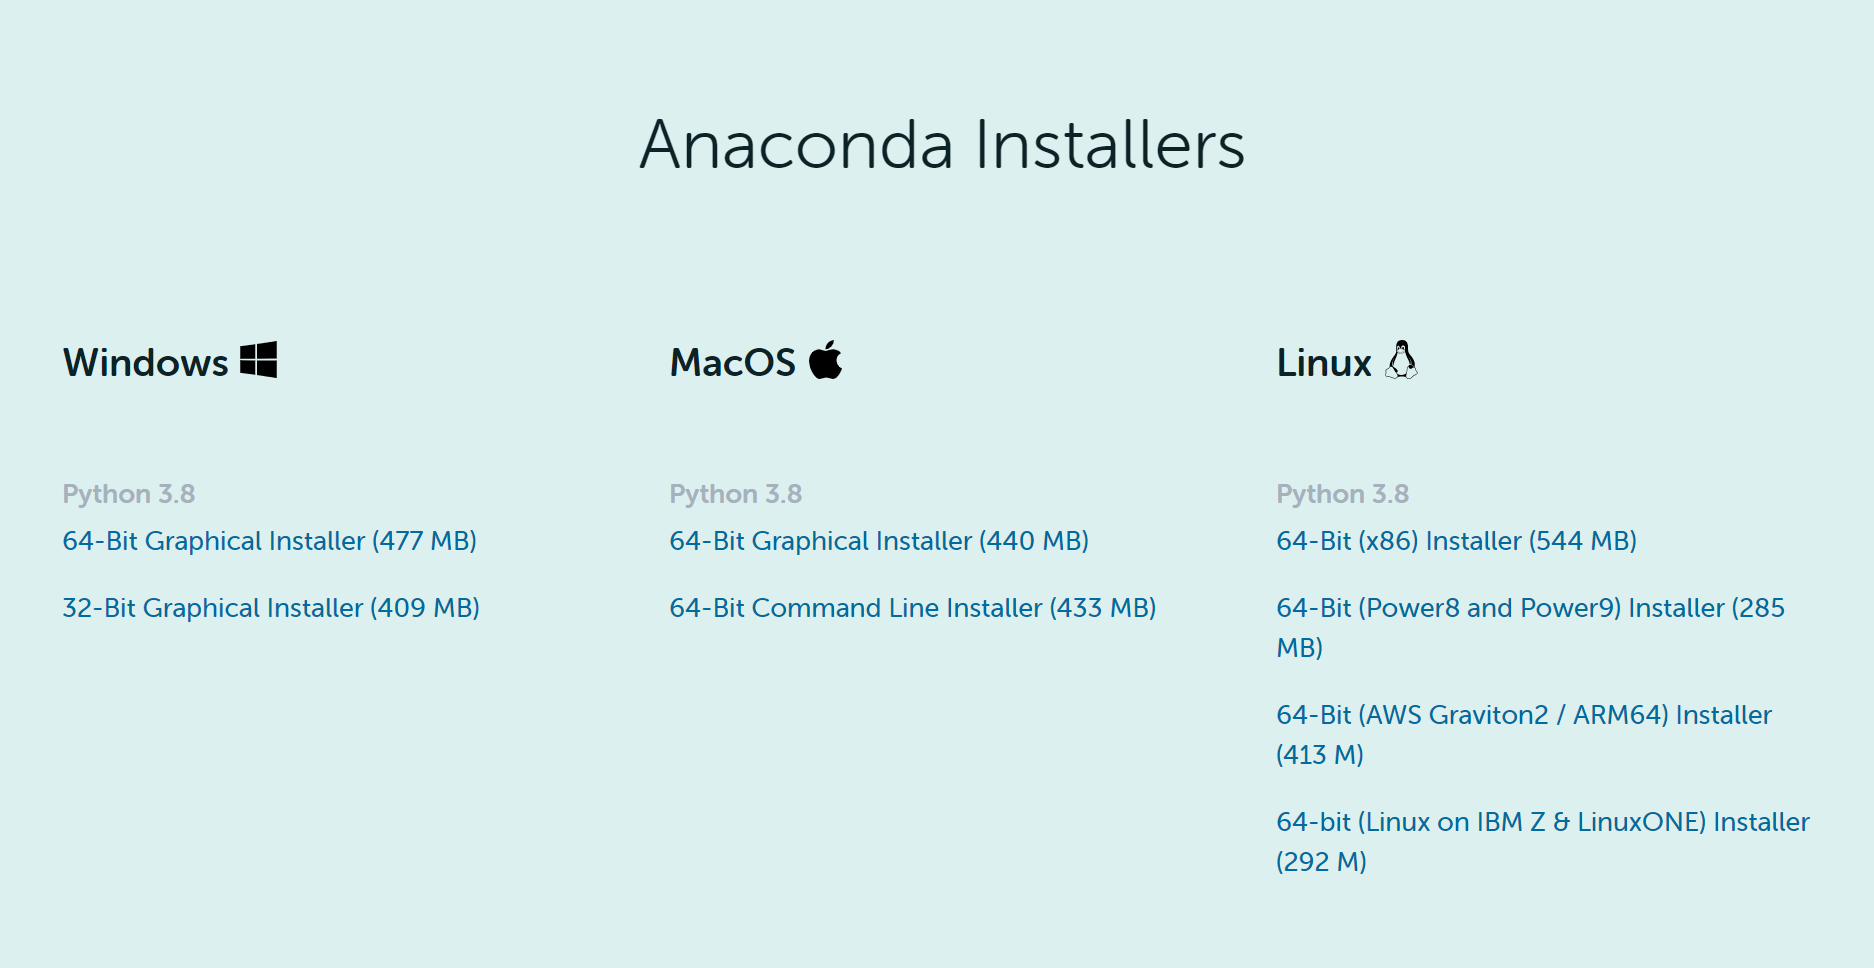 Anaconda Installers
Windows
Python 3.8
64-Bit Graphical Installer (477 MB)
32-Bit Graphical Installer (409 MB)
MacOS
Python 3.8
64-Bit Graphical Installer (440 MB)
64-Bit Command Line Installer (433 MB)
Linux
Python 3.8
64-Bit (x86) Installer (544 MB)
64-Bit (Power8 and Power9) Installer (285
MB)
64-Bit (AWS Graviton2 / ARM64) Installer
(413 M)
64-bit (Linux on IBM Z & LinuxONE) Installer
(292 M)